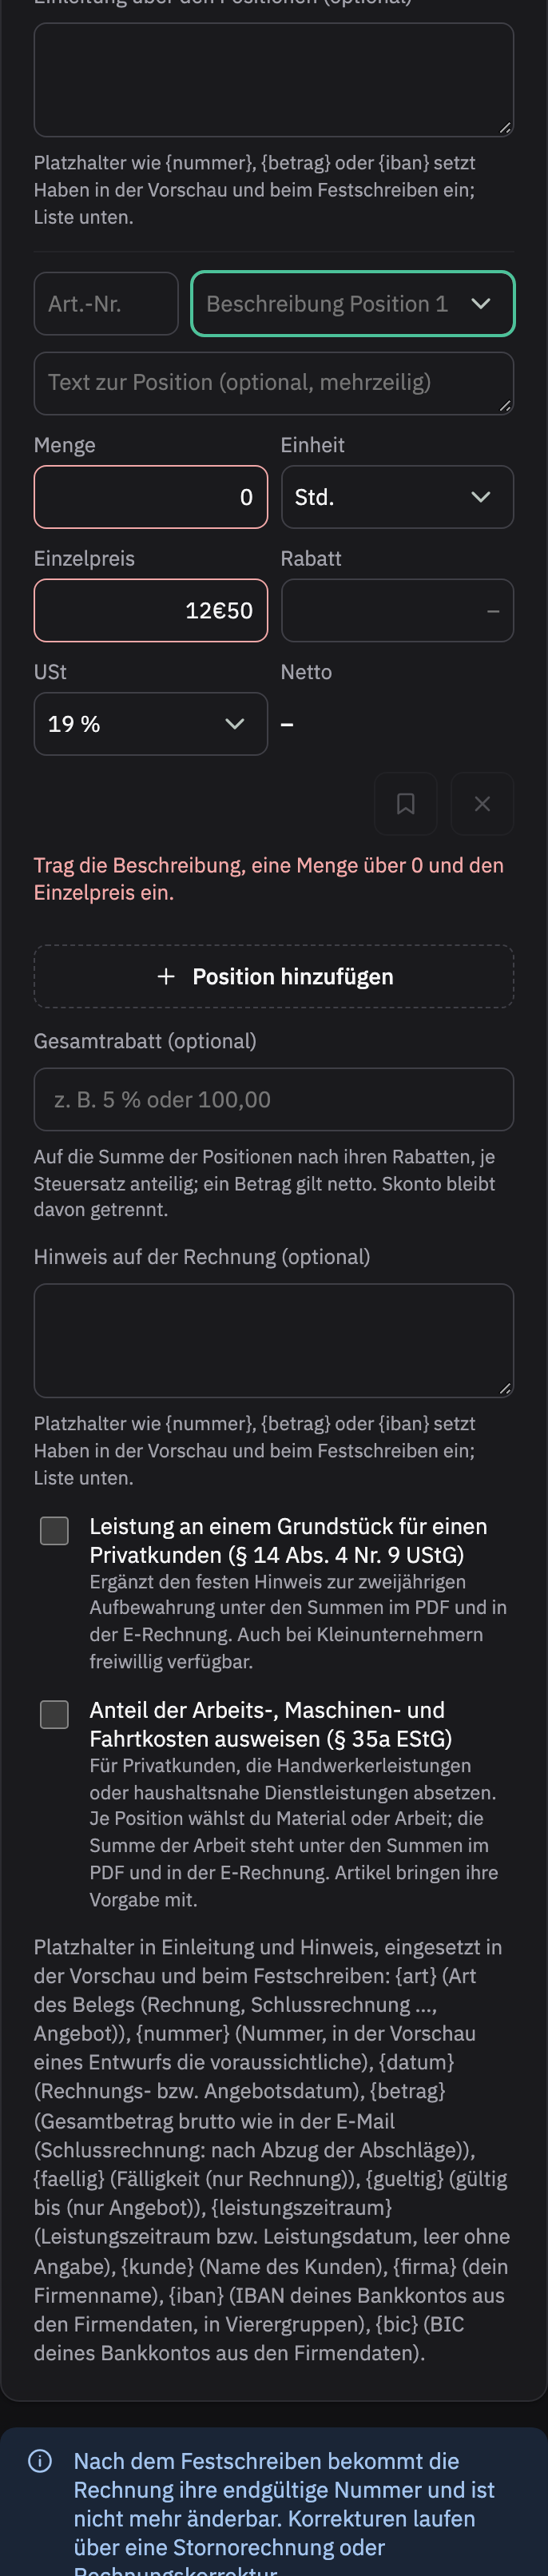 Einleitung über den Positionen (optional)
Platzhalter wie {nummer}, {betrag} oder {iban} setzt
Haben in der Vorschau und beim Festschreiben ein;
Liste unten.
Art.-Nr.
Beschreibung Position 1
Text zur Position (optional, mehrzeilig)
Menge
Einheit
0
Std.
Einzelpreis
Rabatt
12€50
–
USt
Netto
19 %
–
Trag die Beschreibung, eine Menge über 0 und den
Einzelpreis ein.
+ Position hinzufügen
Gesamtrabatt (optional)
z. B. 5 % oder 100,00
Auf die Summe der Positionen nach ihren Rabatten, je
Steuersatz anteilig; ein Betrag gilt netto. Skonto bleibt
davon getrennt.
Hinweis auf der Rechnung (optional)
Platzhalter wie {nummer}, {betrag} oder {iban} setzt
Haben in der Vorschau und beim Festschreiben ein;
Liste unten.
Leistung an einem Grundstück für einen
Privatkunden (§ 14 Abs. 4 Nr. 9 UStG)
Ergänzt den festen Hinweis zur zweijährigen
Aufbewahrung unter den Summen im PDF und in
der E-Rechnung. Auch bei Kleinunternehmern
freiwillig verfügbar.
Anteil der Arbeits-, Maschinen- und
Fahrtkosten ausweisen (§ 35a EStG)
Für Privatkunden, die Handwerkerleistungen
oder haushaltsnahe Dienstleistungen absetzen.
Je Position wählst du Material oder Arbeit; die
Summe der Arbeit steht unter den Summen im
PDF und in der E-Rechnung. Artikel bringen ihre
Vorgabe mit.
Platzhalter in Einleitung und Hinweis, eingesetzt in
der Vorschau und beim Festschreiben: {art} (Art
des Belegs (Rechnung, Schlussrechnung …,
Angebot)), {nummer} (Nummer, in der Vorschau
eines Entwurfs die voraussichtliche), {datum}
(Rechnungs- bzw. Angebotsdatum), {betrag}
(Gesamtbetrag brutto wie in der E-Mail
(Schlussrechnung: nach Abzug der Abschläge)),
{faellig} (Fälligkeit (nur Rechnung)), {gueltig} (gültig
bis (nur Angebot)), {leistungszeitraum}
(Leistungszeitraum bzw. Leistungsdatum, leer ohne
Angabe), {kunde} (Name des Kunden), {firma} (dein
Firmenname), {iban} (IBAN deines Bankkontos aus
den Firmendaten, in Vierergruppen), {bic} (BIC
deines Bankkontos aus den Firmendaten).
Nach dem Festschreiben bekommt die
Rechnung ihre endgültige Nummer und ist
nicht mehr änderbar. Korrekturen laufen
über eine Stornorechnung oder
Rechnungskorrektur.